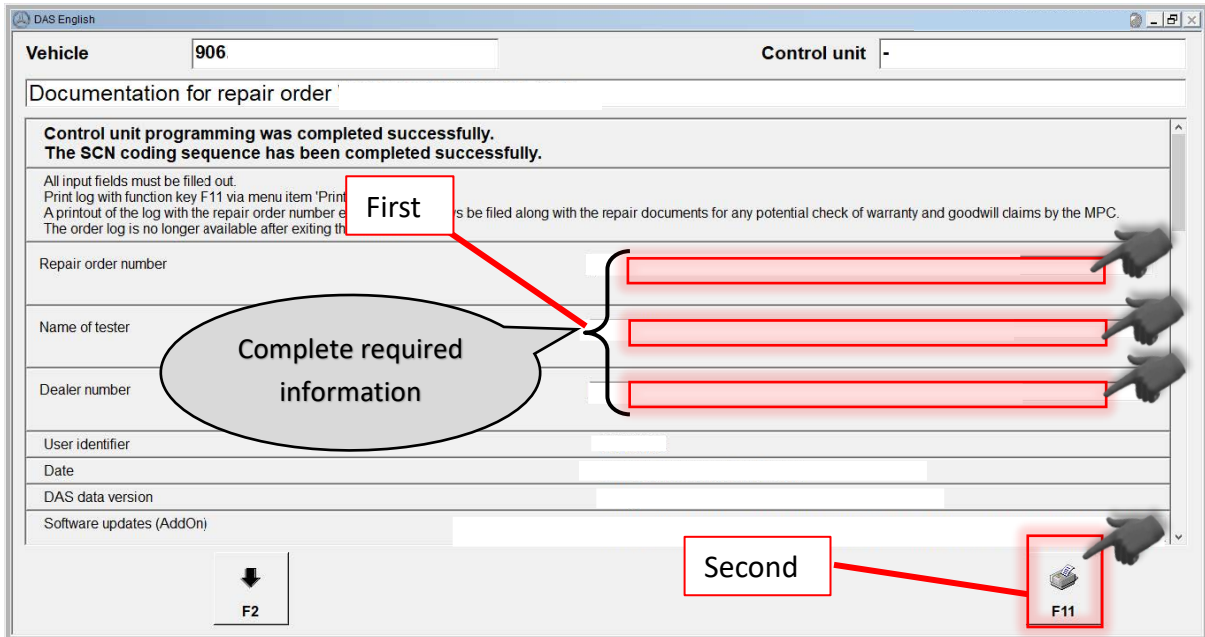 DAS English
Vehicle 906. Control unit -
Documentation for repair order
Control unit programming was completed successfully.
The SCN coding sequence has been completed successfully.
All input fields must be filled out.
Print log with function key F11 via menu item 'Print
A printout of the log with the repair order number e s be filed along with the repair documents for any potential check of warranty and goodwill claims by the MPC.
The order log is no longer available after exiting th
First
Repair order number
Name of tester
Complete required
information
Dealer number
User identifier
Date
DAS data version
Software updates (AddOn)
Second
F2
F11